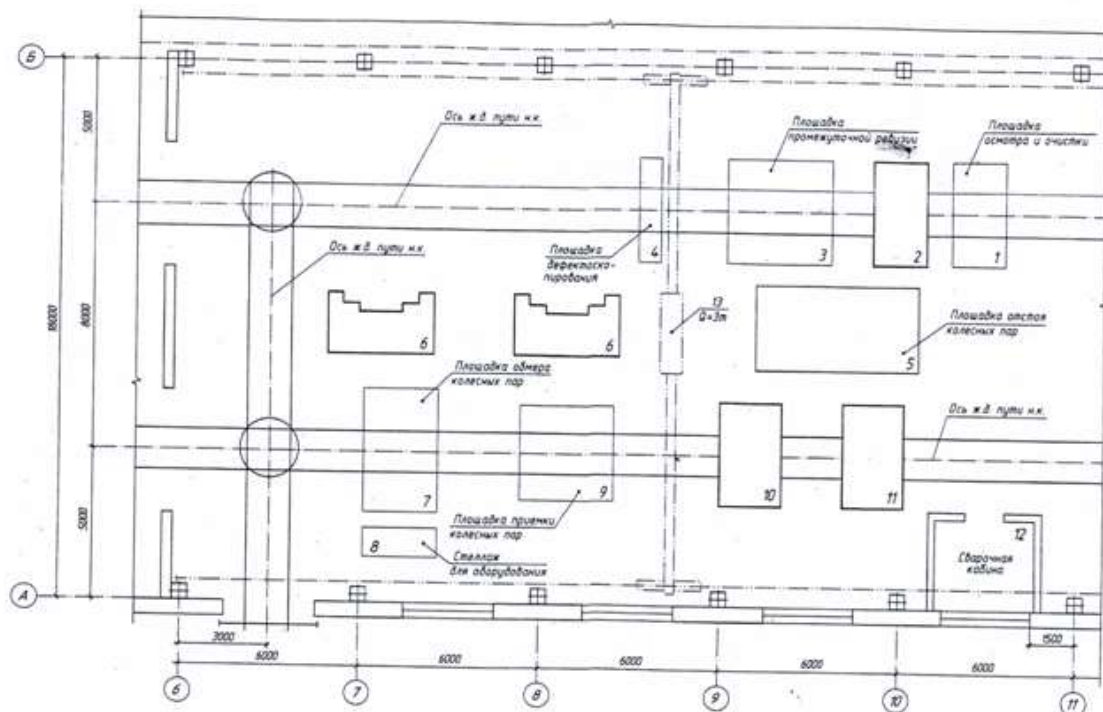 Б
5000
Ось ж.д. пути н.к.
Площадка
промежуточной ревизии
Площадка
осмотра и очистки
Ось ж.д. пути н.к.
4
3
2
1
Площадка
дефектоско-
пирования
18000
8000
13
Q=3т
6
6
Площадка отстоя
колесных пар
5
Площадка обмера
колесных пар
Ось ж.д. пути н.к.
7
9
10
11
5000
Площадка приемки
колесных пар
8
Стеллаж
для оборудования
12
Сварочная
кабина
А
3000
6000
6000
6000
6000
6000
1500
6
7
8
9
10
11